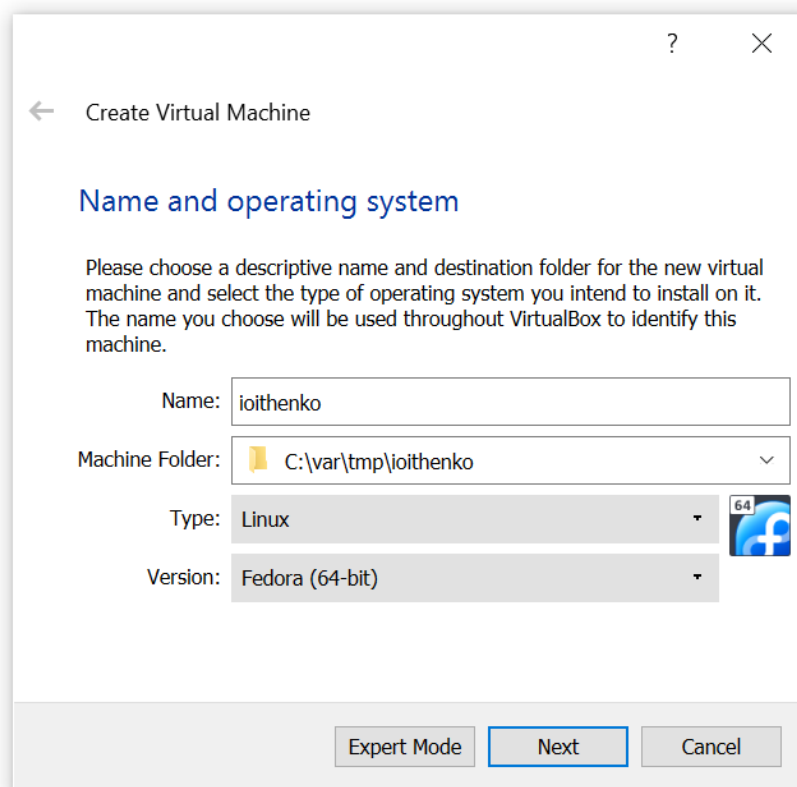 ?
Create Virtual Machine
Name and operating system
Please choose a descriptive name and destination folder for the new virtual
machine and select the type of operating system you intend to install on it.
The name you choose will be used throughout VirtualBox to identify this
machine.
Name: ioithenko
Machine Folder: C:\var\tmp\ioithenko
Type: Linux
64
Version: Fedora (64-bit)
Expert Mode Next Cancel